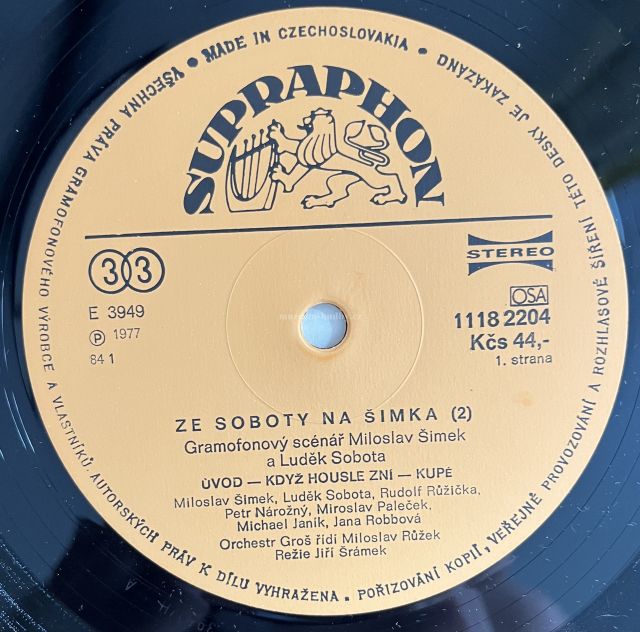 VŠECHNA PRÁVA GRAMOFONOVÉHO VÝROBCE A VLASTNÍKŮ. AUTORSKÝCH PRÁV K DÍLU VYHRAŽENA. POŘIZOVÁNÍ KOPIÍ, VEŘEJNÉ PROVOZOVÁNÍ A ROZHLASOVÉ ŠÍŘENÍ TÉTO DESKY JE ZAKÁZÁNO
• MADE IN CZECHOSLOVAKIA •
SUPRAPHON
33
STEREO
E 3949
Ⓟ 1977
84 1
OSA
1118 2204
Kčs 44,-
1. strana
ZE SOBOTY NA ŠIMKA (2)
Gramofonový scénář Miloslav Šimek
a Luděk Sobota
ÚVOD — KDYŽ HOUSLE ZNÍ — KUPÉ
Miloslav Šimek, Luděk Sobota, Rudolf Růžička,
Petr Nárožný, Miroslav Paleček,
Michael Janík, Jana Robbová
Orchestr Groš řídí Miloslav Růžek
Režie Jiří Šrámek